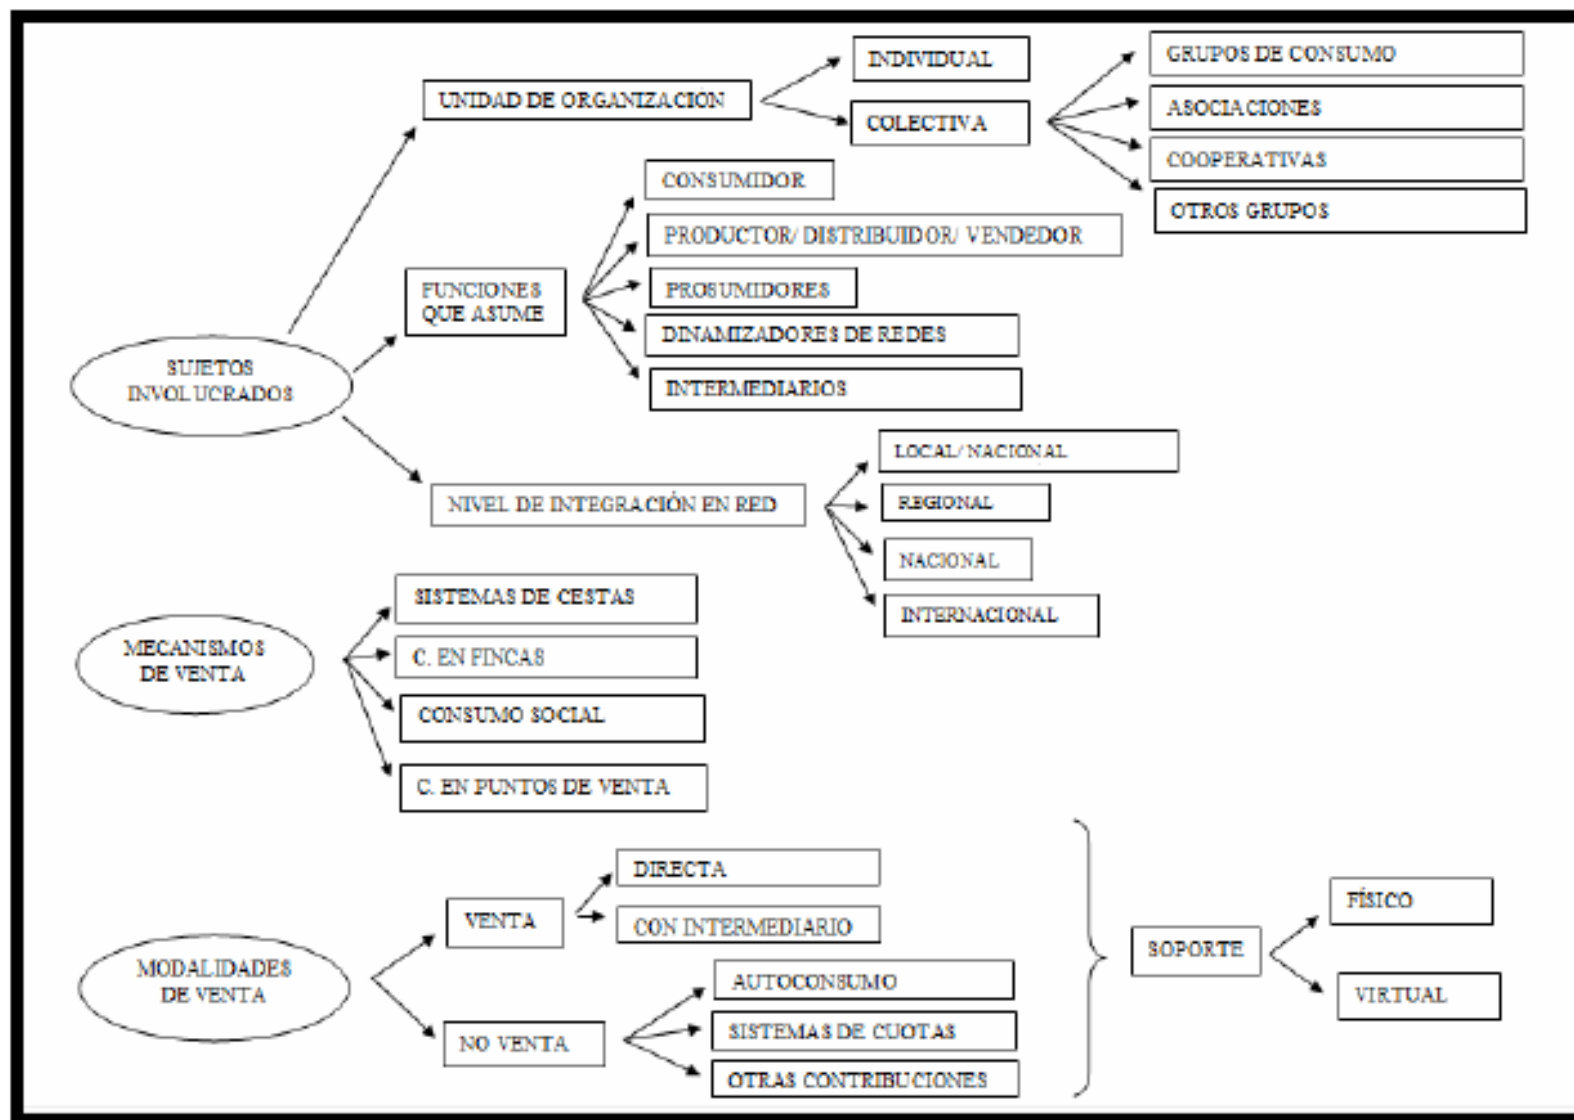 INDIVIDUAL
GRUPOS DE CONSUMO
UNIDAD DE ORGANIZACION
ASOCIACIONES
COLECTIVA
COOPERATIVAS
CONSUMIDOR
OTROS GRUPOS
PRODUCTOR/ DISTRIBUIDOR/ VENDEDOR
FUNCIONES
QUE ASUME
PROSUMIDORES
DINAMIZADORES DE REDES
SUJETOS
INVOLUCRADOS
INTERMEDIARIOS
LOCAL/ NACIONAL
NIVEL DE INTEGRACIÓN EN RED
REGIONAL
NACIONAL
INTERNACIONAL
SISTEMAS DE CESTAS
MECANISMOS
DE VENTA
C. EN FINCAS
CONSUMO SOCIAL
C. EN PUNTOS DE VENTA
DIRECTA
VENTA
CON INTERMEDIARIO
FÍSICO
SOPORTE
MODALIDADES
DE VENTA
AUTOCONSUMO
VIRTUAL
NO VENTA
SISTEMAS DE CUOTAS
OTRAS CONTRIBUCIONES